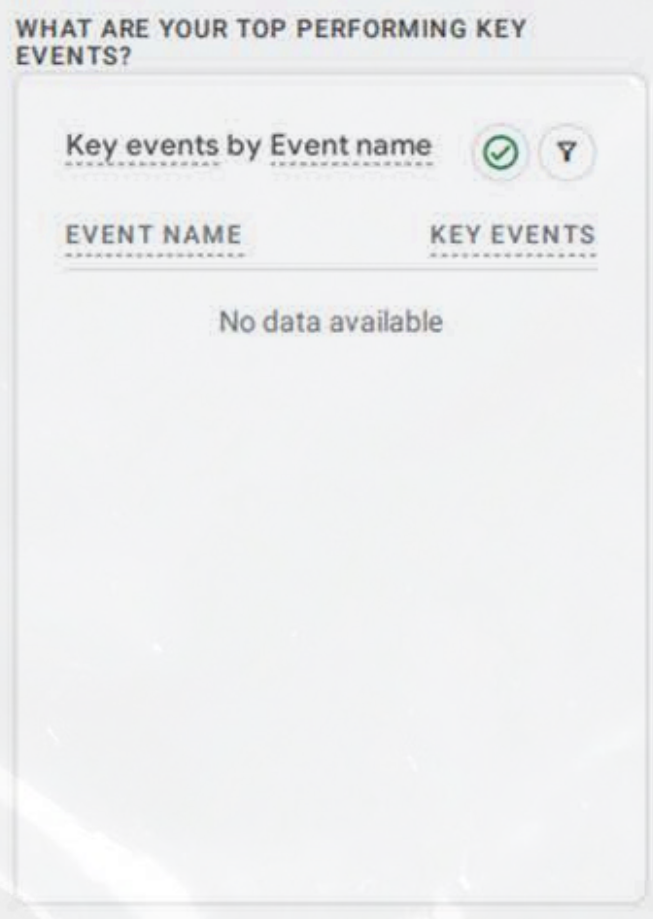 WHAT ARE YOUR TOP PERFORMING KEY
EVENTS?
Key events by Event name
EVENT NAME KEY EVENTS
No data available